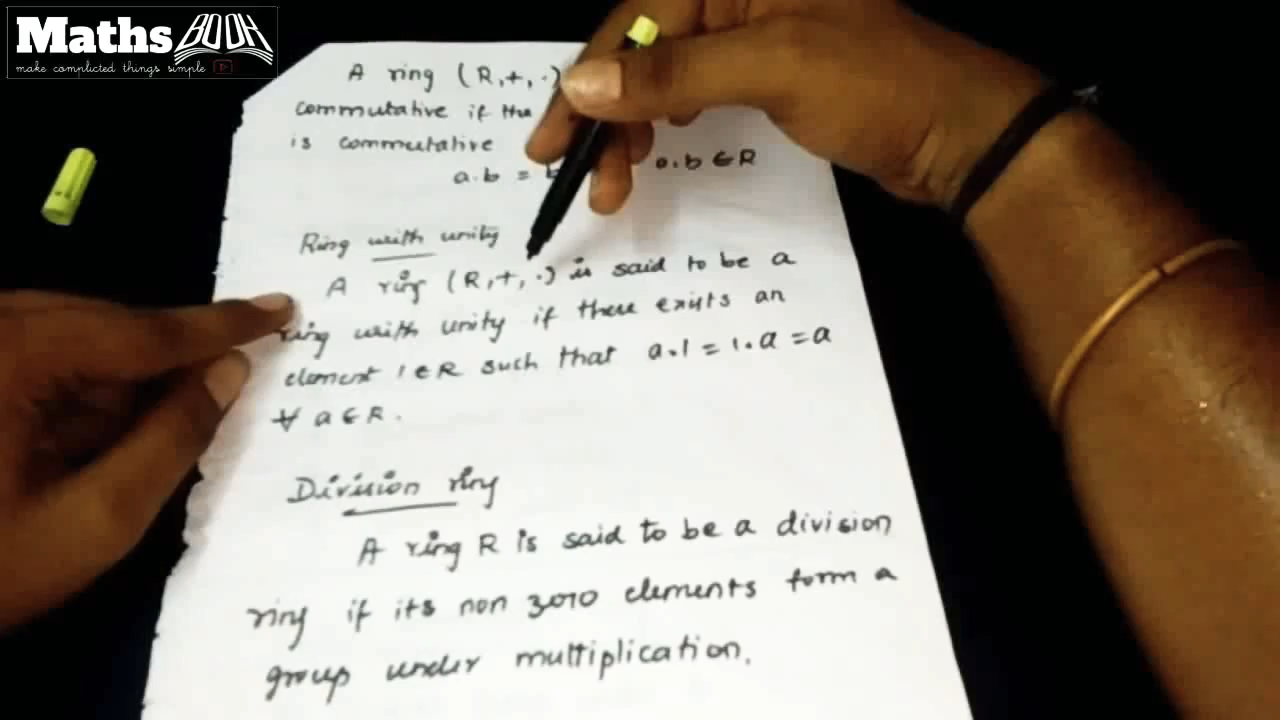 Maths BOOK
make complicted things simple
A ring (R,+,.)
commutative if the
is commutative
a.b = b a.b ∈ R
Ring with unity
A ring (R,+,.) is said to be a
ring with unity if there exists an
element 1 ∈ R such that a.1 = 1.a = a
∀ a ∈ R.
Division ring
A ring R is said to be a division
ring if its non zero elements form a
group under multiplication.